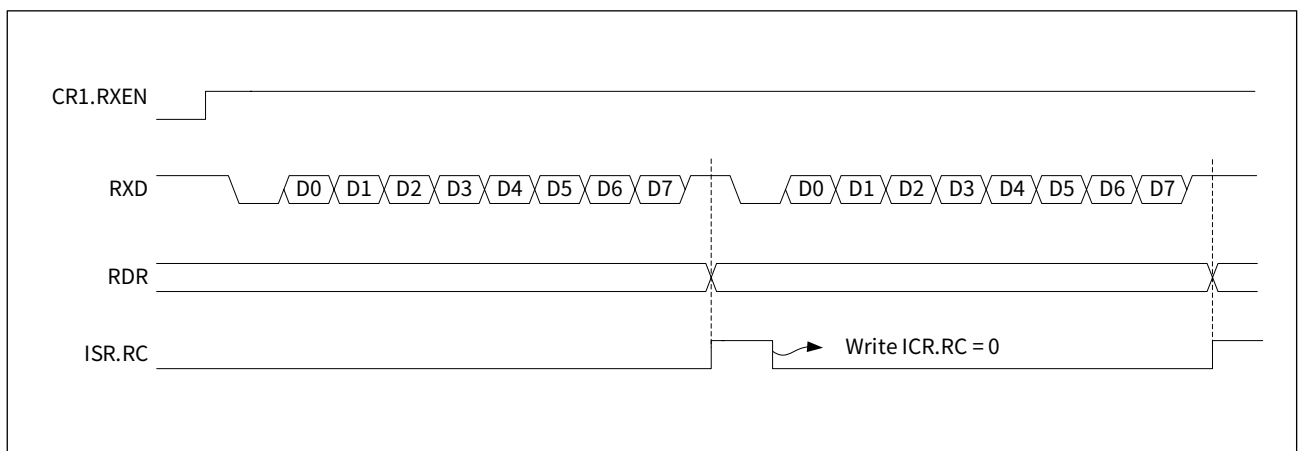 CR1.RXEN
RXD D0 D1 D2 D3 D4 D5 D6 D7 D0 D1 D2 D3 D4 D5 D6 D7
RDR
ISR.RC Write ICR.RC = 0